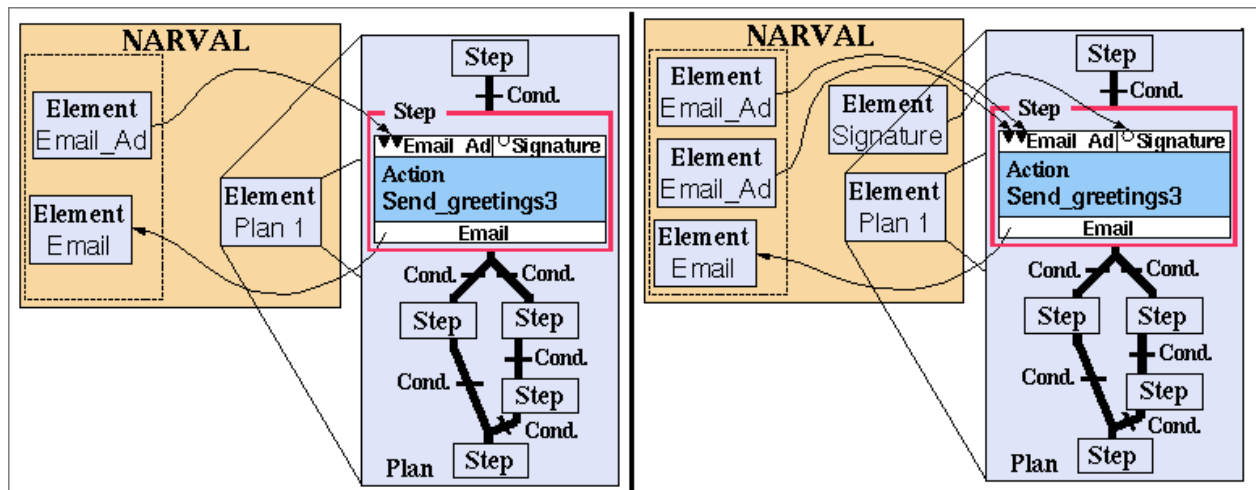 NARVAL
Element
Email_Ad
Element
Email
Element
Plan 1
Step
Cond.
Step
Email_Ad
Signature
Action
Send_greetings3
Email
Cond.
Cond.
Step
Step
Cond.
Cond.
Step
Cond.
Step
Plan
NARVAL
Element
Email_Ad
Element
Signature
Element
Email_Ad
Element
Plan 1
Element
Email
Step
Cond.
Step
Email_Ad
Signature
Action
Send_greetings3
Email
Cond.
Cond.
Step
Step
Cond.
Cond.
Step
Cond.
Step
Plan